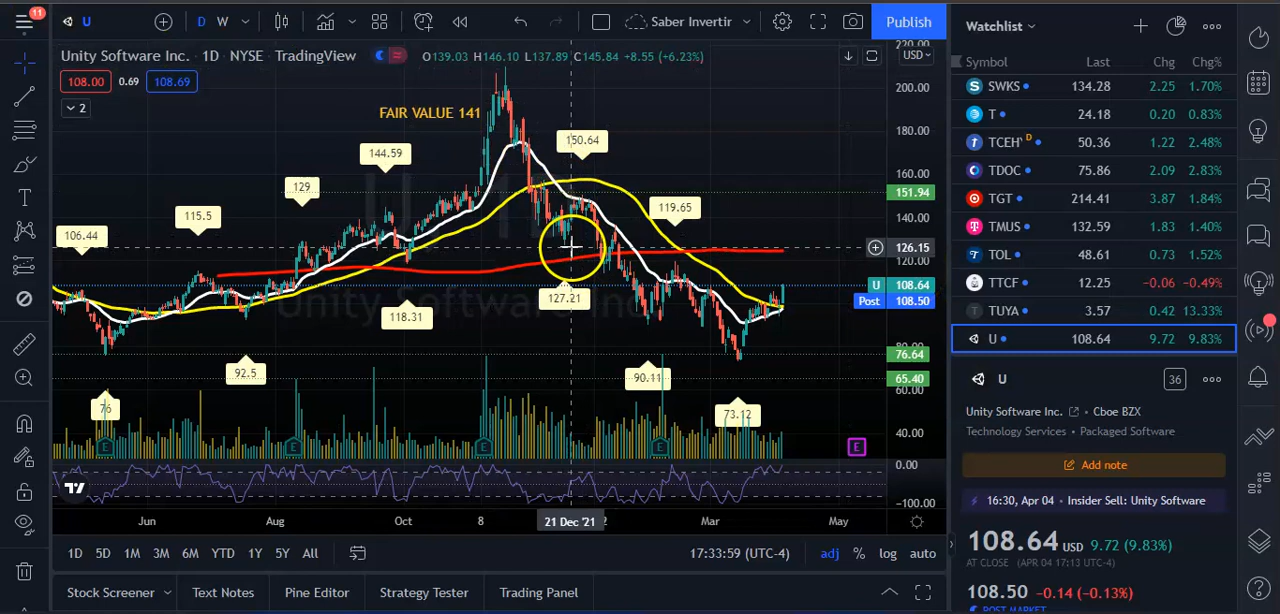 11
U
D W
Saber Invertir
Publish
Unity Software Inc. · 1D · NYSE · TradingView
O139.03 H146.10 L137.89 C145.84 +8.55 (+6.23%)
USD
108.00 0.69 108.69
2
FAIR VALUE 141
220.00
200.00
180.00
151.94
140.00
126.15
120.00
U 108.64
Post 108.50
80.00
76.64
65.40
60.00
40.00
0.00
−100.00
106.44
115.5
129
144.59
150.64
119.65
127.21
118.31
92.5
76
90.11
73.12
Unity Software Inc.
E E E E E
Jun Aug Oct 8 21 Dec '21 2 Mar May
1D 5D 1M 3M 6M YTD 1Y 5Y All
17:33:59 (UTC-4) adj % log auto
Stock Screener Text Notes Pine Editor Strategy Tester Trading Panel
Watchlist
Symbol Last Chg Chg%
SWKS 134.28 2.25 1.70%
T 24.18 0.20 0.83%
TCEH D 50.36 1.22 2.48%
TDOC 75.86 2.09 2.83%
TGT 214.41 3.87 1.84%
TMUS 132.59 1.83 1.40%
TOL 48.61 0.73 1.52%
TTCF 12.25 −0.06 −0.49%
TUYA 3.57 0.42 13.33%
U 108.64 9.72 9.83%
U 36
Unity Software Inc. · Cboe BZX
Technology Services · Packaged Software
Add note
16:30, Apr 04 · Insider Sell: Unity Software
108.64 USD 9.72 (9.83%)
AT CLOSE (APR 04 17:13 UTC-4)
108.50 −0.14 (−0.13%)
POST MARKET